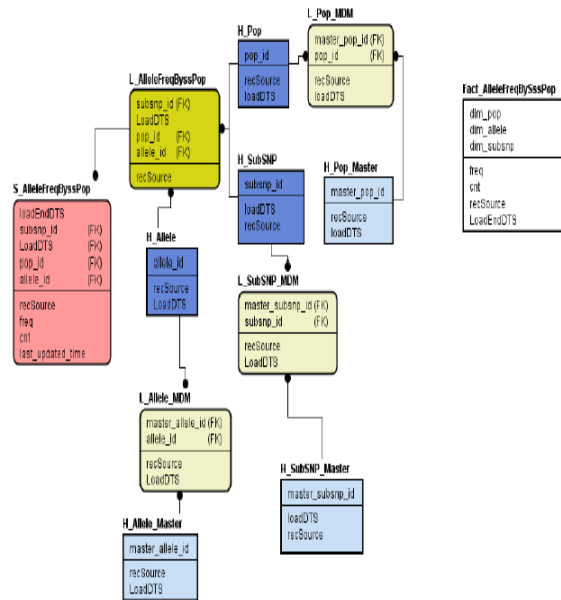 H_Pop
pop_id
recSource
loadDTS
L_Pop_MDM
master_pop_id (FK)
pop_id (FK)
recSource
loadDTS
L_AlleleFreqByssPop
subsnp_id (FK)
LoadDTS
pop_id (FK)
allele_id (FK)
recSource
Fact_AlleleFreqBySssPop
dim_pop
dim_allele
dim_subsnp
freq
cnt
recSource
LoadEndDTS
H_SubSNP
subsnp_id
loadDTS
recSource
H_Pop_Master
master_pop_id
recSource
loadDTS
S_AlleleFreqByssPop
loadEndDTS
subsnp_id (FK)
LoadDTS (FK)
pop_id (FK)
allele_id (FK)
recSource
freq
cnt
last_updated_time
H_Allele
allele_id
recSource
LoadDTS
L_SubSNP_MDM
master_subsnp_id (FK)
subsnp_id (FK)
recSource
LoadDTS
L_Allele_MDM
master_allele_id (FK)
allele_id (FK)
recSource
LoadDTS
H_SubSNP_Master
master_subsnp_id
loadDTS
recSource
H_Allele_Master
master_allele_id
recSource
LoadDTS